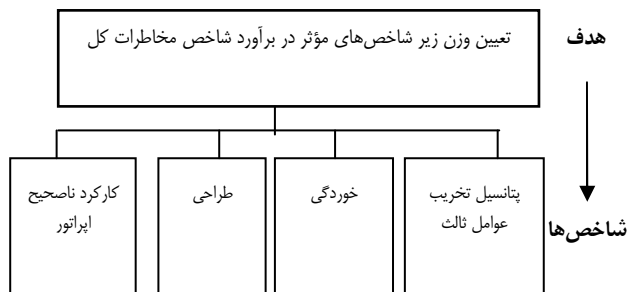 هدف
تعیین وزن زیر شاخص‌های مؤثر در برآورد شاخص مخاطرات کل
شاخص‌ها
پتانسیل تخریب
عوامل ثالث
خوردگی
طراحی
کارکرد ناصحیح
اپراتور